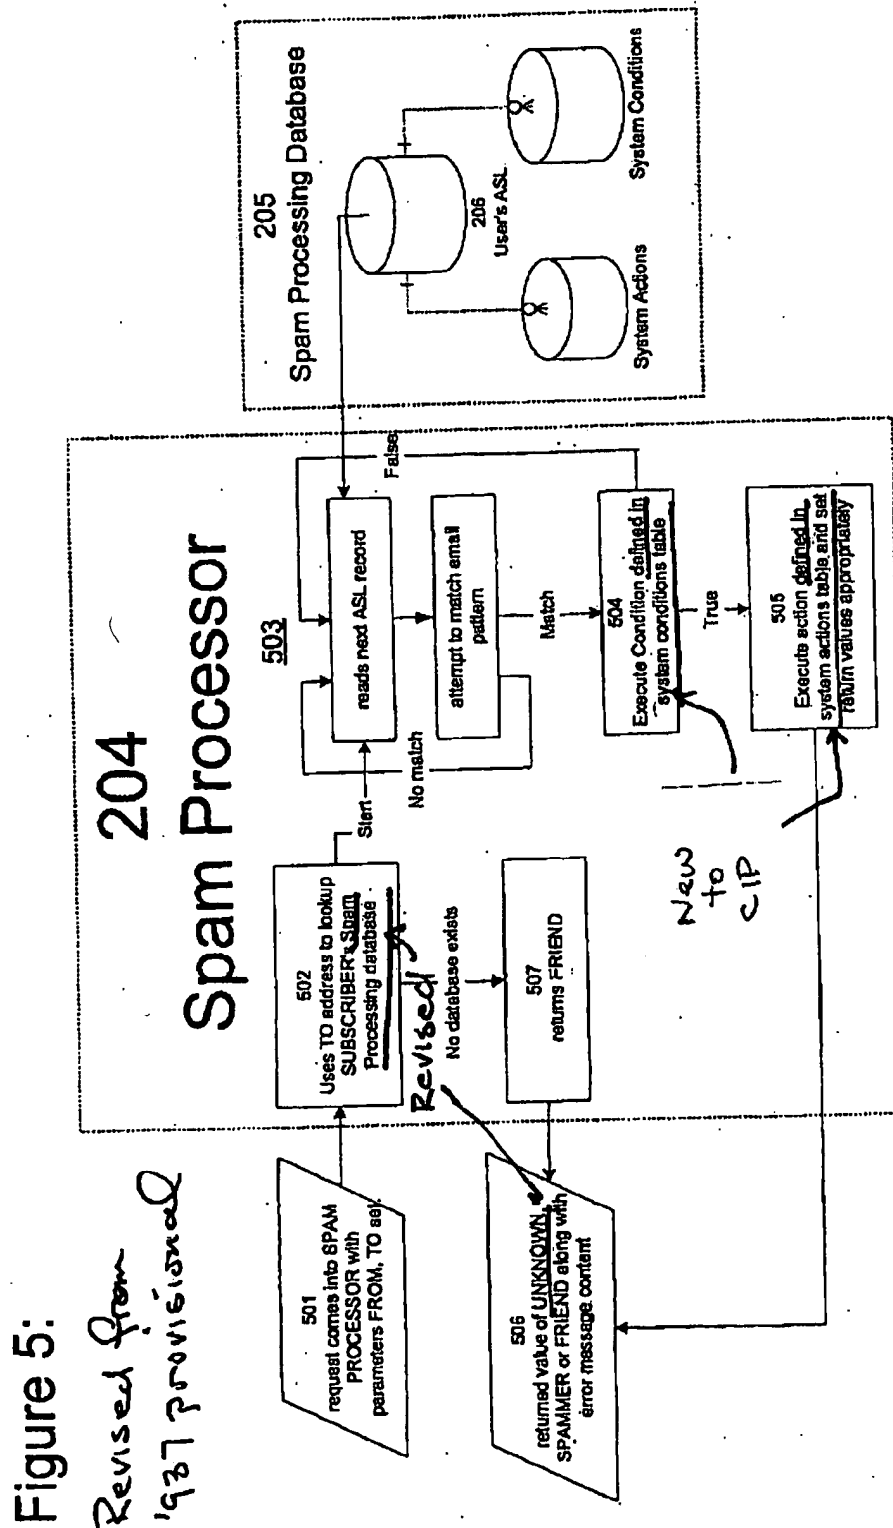 Figure 5:
Revised from
'937 provisional
204
Spam Processor
501
request comes into SPAM
PROCESSOR with
parameters FROM, TO set.
502
Uses TO address to lookup
SUBSCRIBER's Spam
Processing database
Revised
No database exists
507
returns FRIEND
506
returned value of UNKNOWN,
SPAMMER or FRIEND along with
error message content
Start
No match
503
False
reads next ASL record
attempt to match email
pattern
Match
504
Execute Condition defined in
system conditions table
True
505
Execute action defined in
system actions table and set
return values appropriately
New
to
CIP
205
Spam Processing Database
206
User's ASL
System Actions
System Conditions